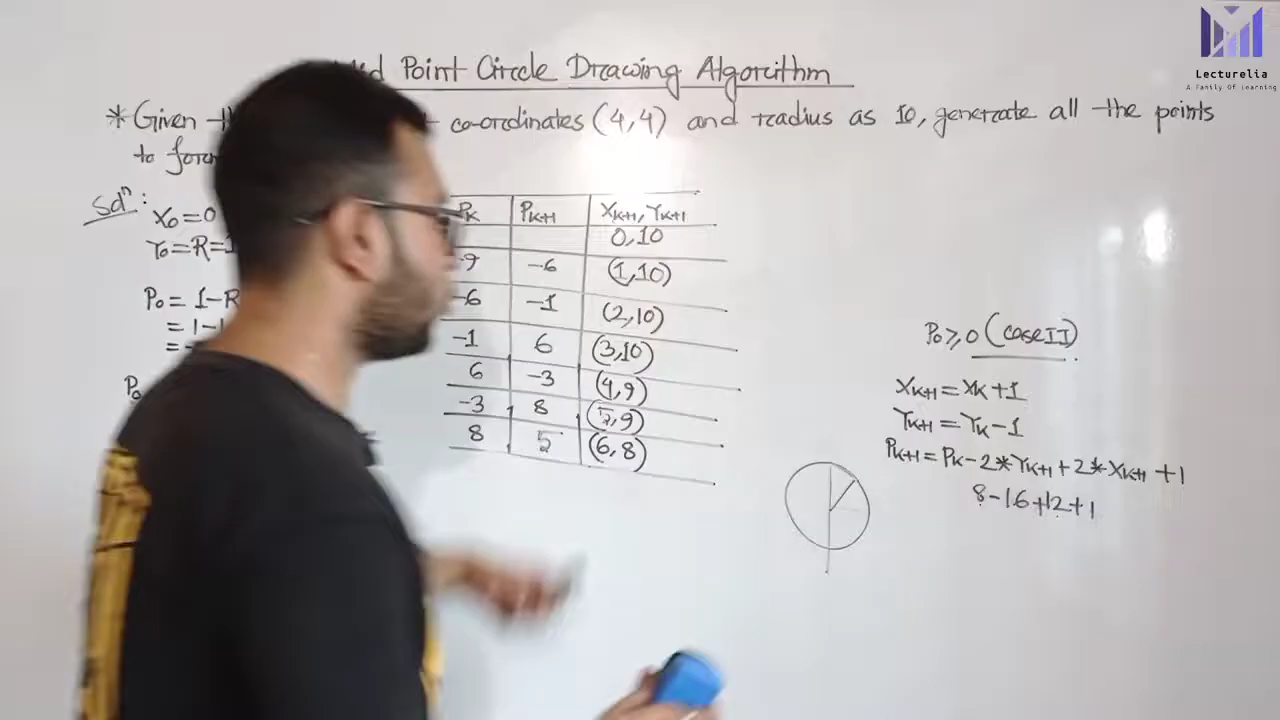 Lecturelia
A Family Of Learning
Mid Point Circle Drawing Algorithm
*Given co-ordinates (4,4) and radius as 10, generate all the points
to form
Solⁿ:
X₀=0
Y₀=R=1
P₀= 1-R
= 1-1
= -
P₀
Pₖ Pₖ₊₁ Xₖ₊₁, Yₖ₊₁
0,10
-9 -6 (1,10)
-6 -1 (2,10)
-1 6 (3,10)
6 -3 (4,9)
-3 8 (5,9)
8 5 (6,8)
P₀≥0 (Case II)
Xₖ₊₁=Xₖ+1
Yₖ₊₁=Yₖ-1
Pₖ₊₁=Pₖ-2*Yₖ₊₁+2*Xₖ₊₁+1
8-16+12+1